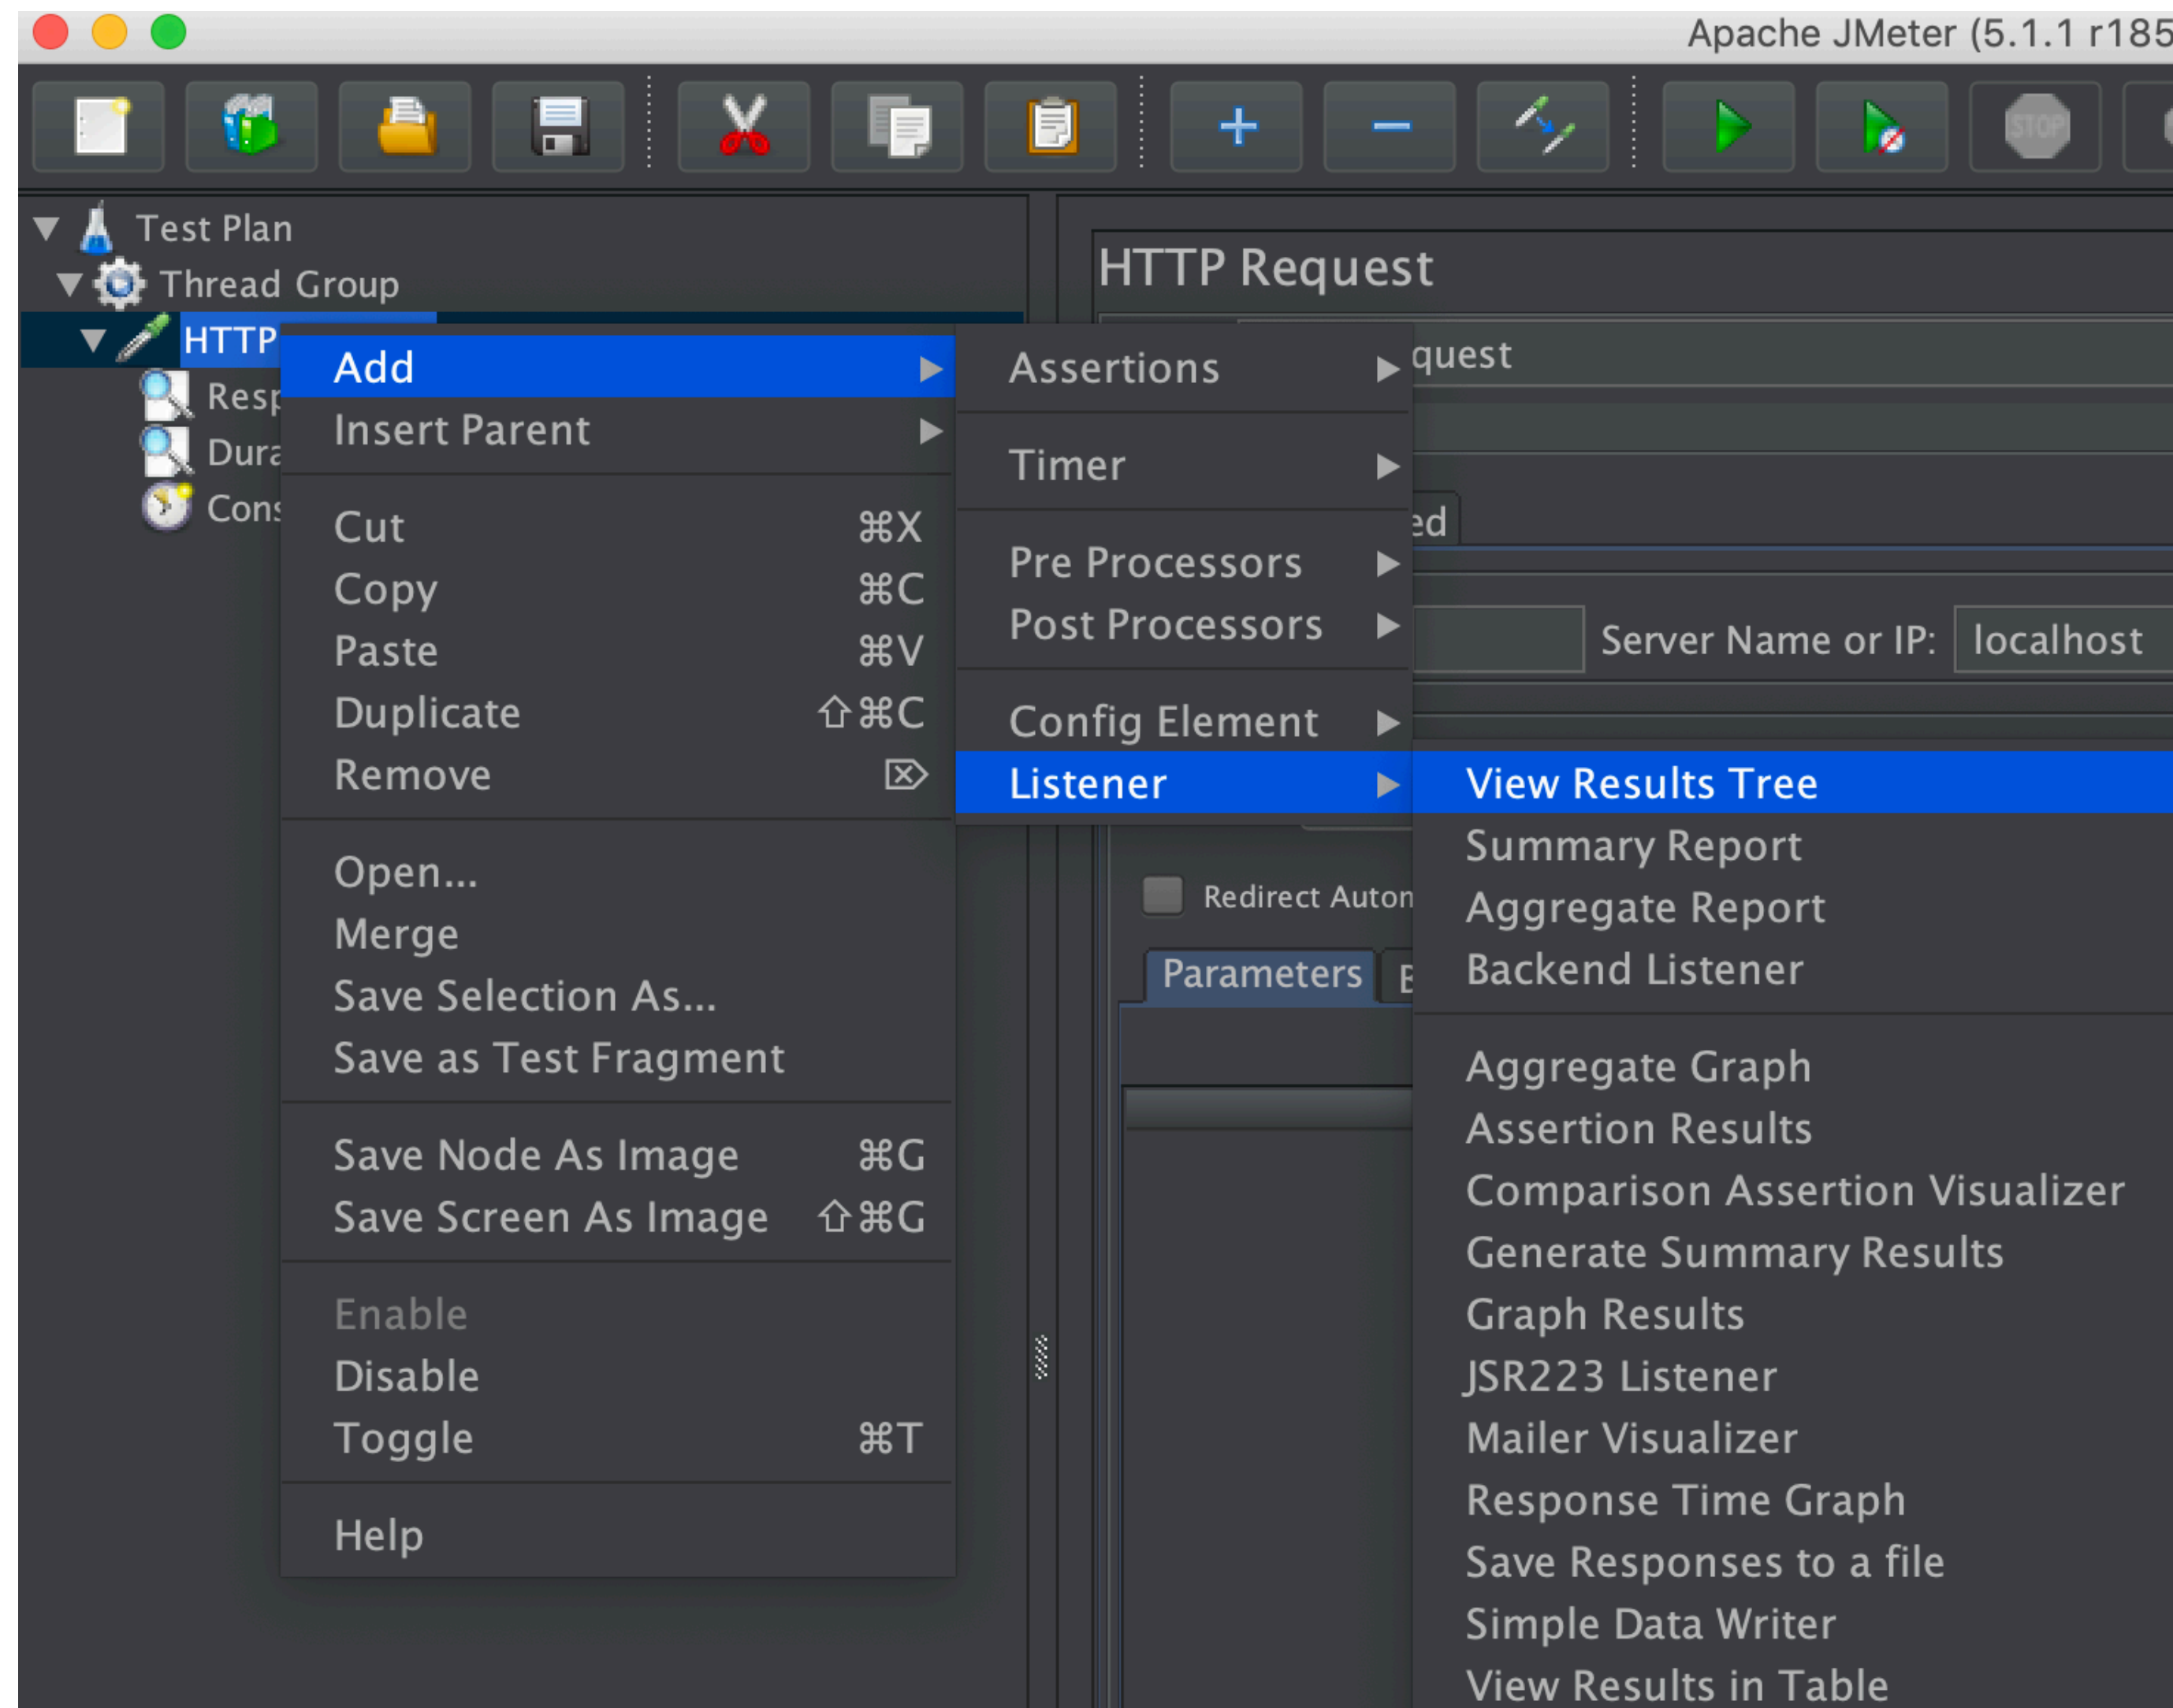 Apache JMeter (5.1.1 r185
STOP
Test Plan
Thread Group
HTTP
Resp
Dura
Cons
Add
Insert Parent
Cut ⌘X
Copy ⌘C
Paste ⌘V
Duplicate ⇧⌘C
Remove ⌦
Open...
Merge
Save Selection As...
Save as Test Fragment
Save Node As Image ⌘G
Save Screen As Image ⇧⌘G
Enable
Disable
Toggle ⌘T
Help
Assertions
Timer
Pre Processors
Post Processors
Config Element
Listener
HTTP Request
quest
ed
Server Name or IP: localhost
Redirect Autom
Parameters B
View Results Tree
Summary Report
Aggregate Report
Backend Listener
Aggregate Graph
Assertion Results
Comparison Assertion Visualizer
Generate Summary Results
Graph Results
JSR223 Listener
Mailer Visualizer
Response Time Graph
Save Responses to a file
Simple Data Writer
View Results in Table